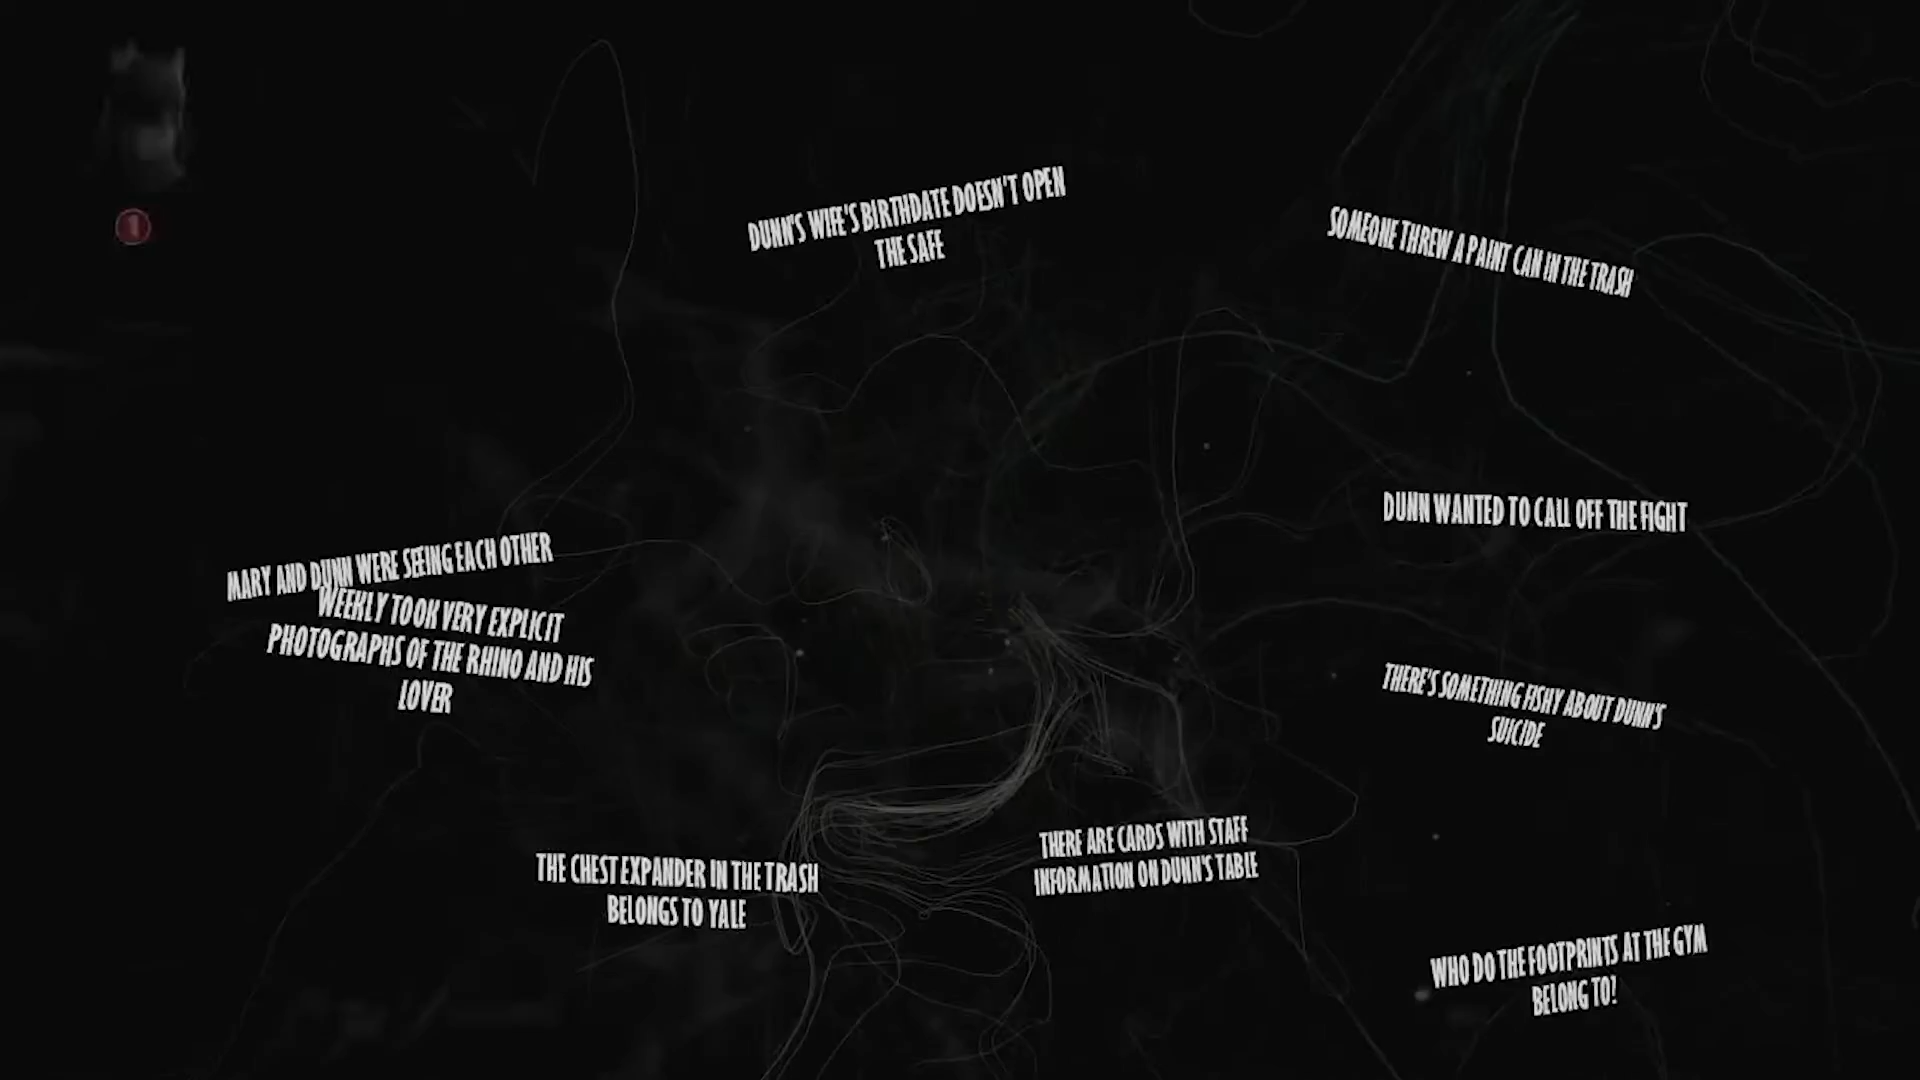 1
DUNN'S WIFE'S BIRTHDATE DOESN'T OPEN
THE SAFE
SOMEONE THREW A PAINT CAN IN THE TRASH
DUNN WANTED TO CALL OFF THE FIGHT
MARY AND DUNN WERE SEEING EACH OTHER
WEEKLY TOOK VERY EXPLICIT
PHOTOGRAPHS OF THE RHINO AND HIS
LOVER
THERE'S SOMETHING FISHY ABOUT DUNN'S
SUICIDE
THERE ARE CARDS WITH STAFF
INFORMATION ON DUNN'S TABLE
THE CHEST EXPANDER IN THE TRASH
BELONGS TO YALE
WHO DO THE FOOTPRINTS AT THE GYM
BELONG TO?